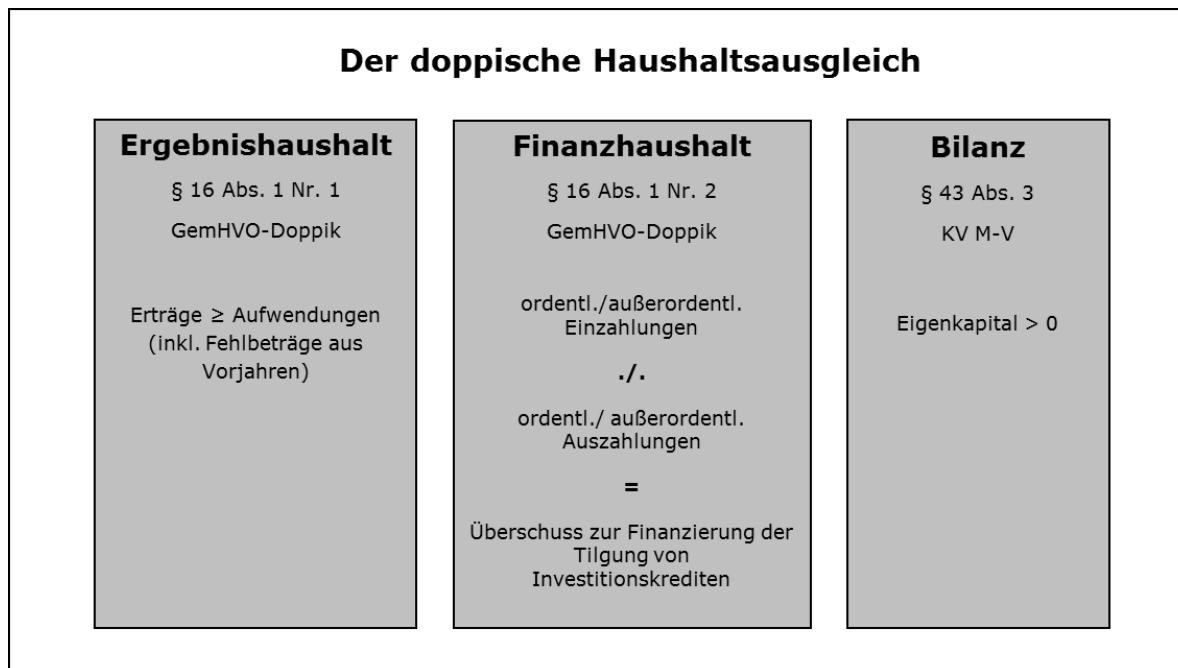 Der doppische Haushaltsausgleich
Ergebnishaushalt
§ 16 Abs. 1 Nr. 1
GemHVO-Doppik
Erträge ≥ Aufwendungen
(inkl. Fehlbeträge aus
Vorjahren)
Finanzhaushalt
§ 16 Abs. 1 Nr. 2
GemHVO-Doppik
ordentl./außerordentl.
Einzahlungen
./.
ordentl./ außerordentl.
Auszahlungen
=
Überschuss zur Finanzierung der
Tilgung von
Investitionskrediten
Bilanz
§ 43 Abs. 3
KV M-V
Eigenkapital > 0